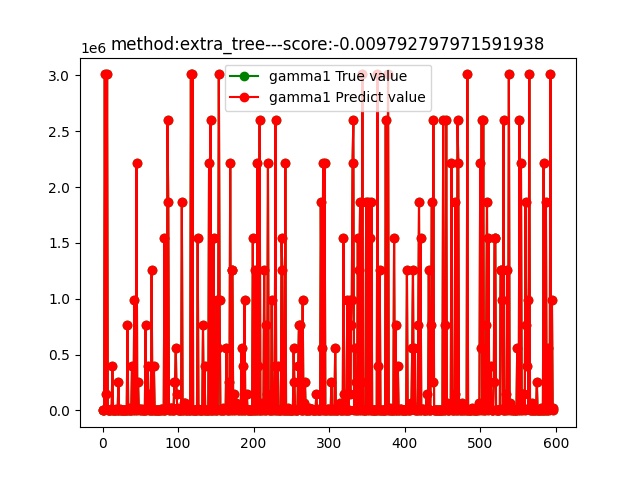 method:extra_tree---score:-0.009792797971591938
1e6
gamma1 True value
gamma1 Predict value
3.0
2.5
2.0
1.5
1.0
0.5
0.0
0 100 200 300 400 500 600